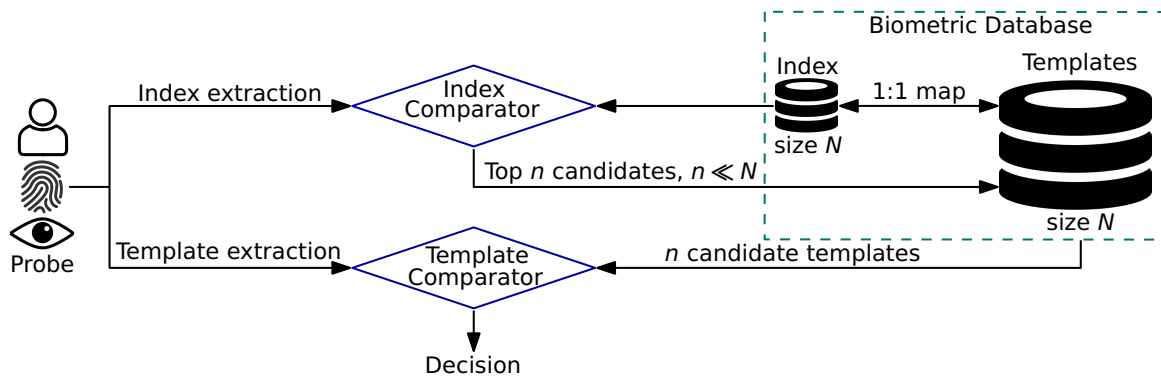 Biometric Database
Index
Templates
Index extraction
Index
Comparator
1:1 map
size N
Top n candidates, n ≪ N
size N
Probe
Template extraction
Template
Comparator
n candidate templates
Decision